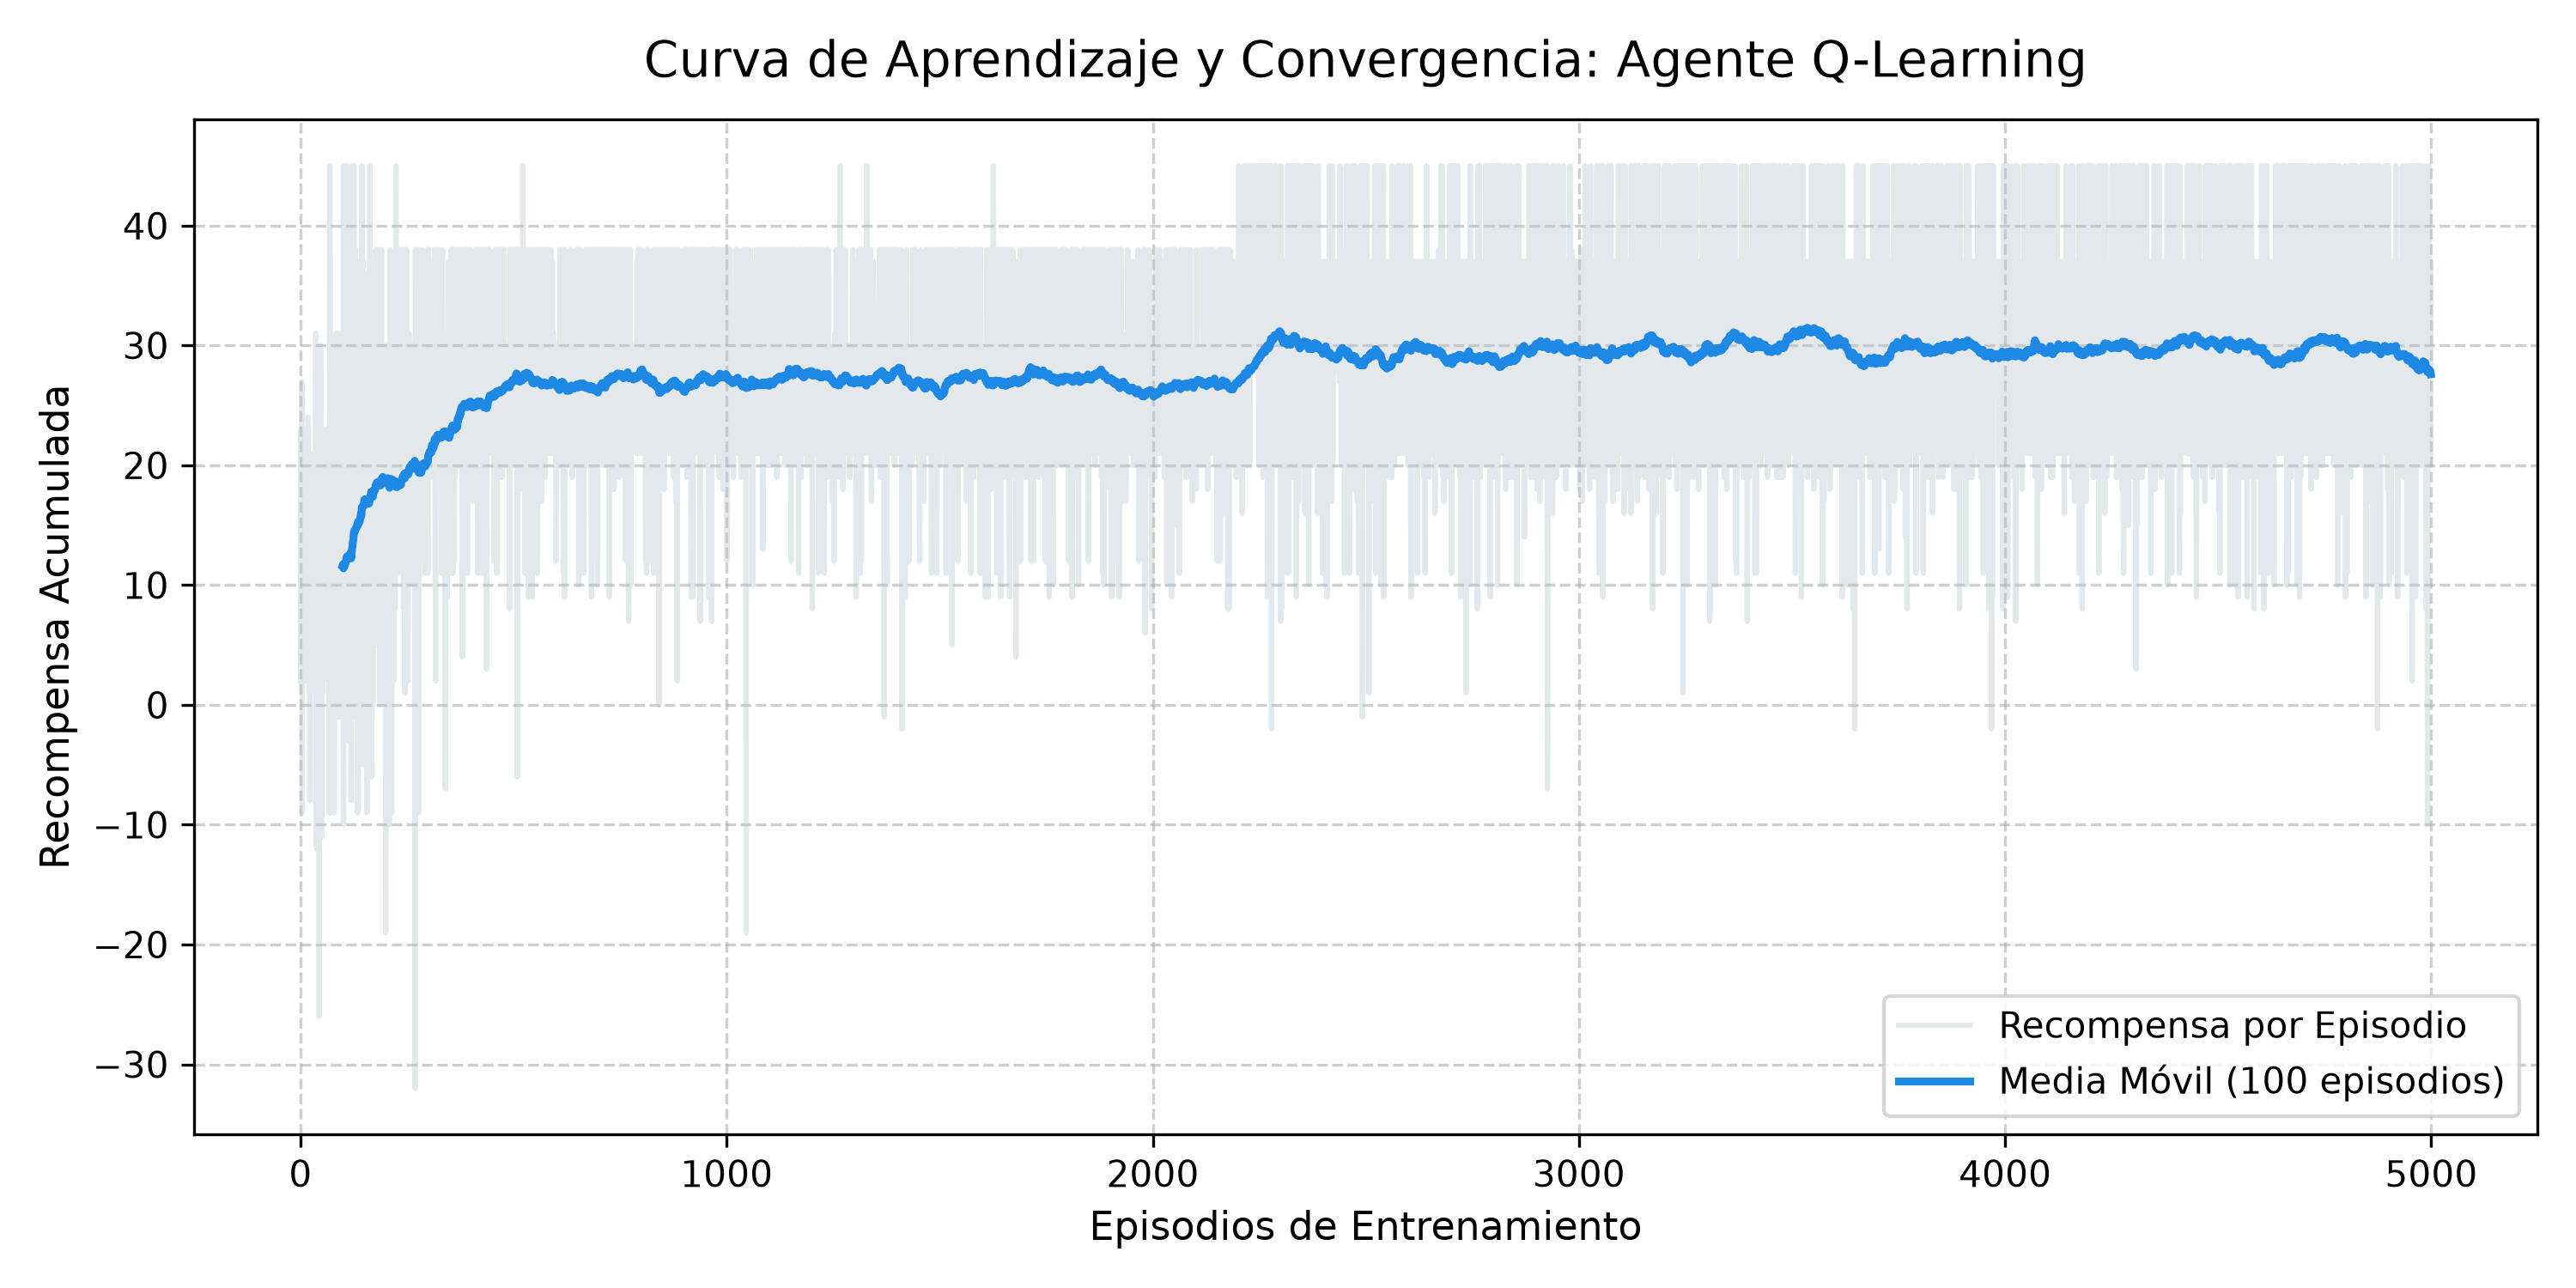 Curva de Aprendizaje y Convergencia: Agente Q-Learning
Recompensa Acumulada
40
30
20
10
0
−10
−20
−30
0
1000
2000
3000
4000
5000
Episodios de Entrenamiento
Recompensa por Episodio
Media Móvil (100 episodios)